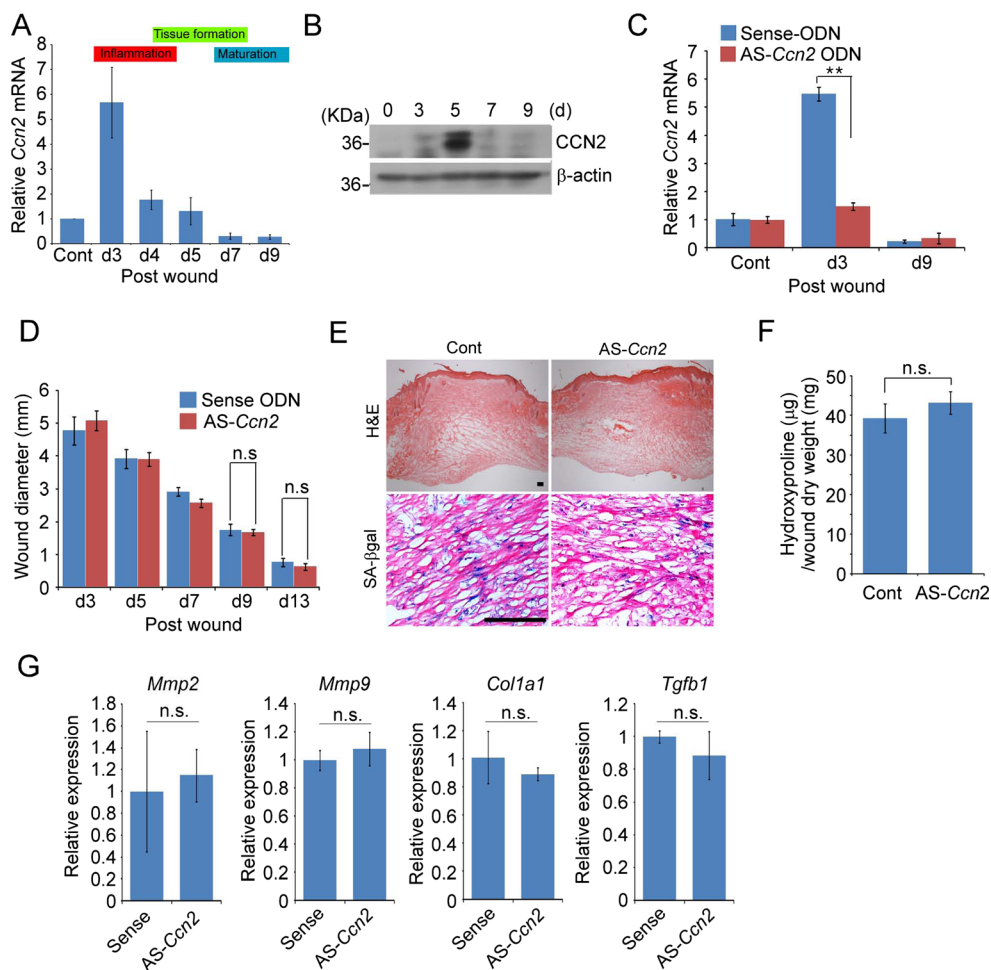 A
Tissue formation
Inflammation
Maturation
Relative Ccn2 mRNA
8
7
6
5
4
3
2
1
0
Cont d3 d4 d5 d7 d9
Post wound
B
0 3 5 7 9 (d)
(KDa)
36-
CCN2
36-
β-actin
C
Sense-ODN
AS-Ccn2 ODN
**
Relative Ccn2 mRNA
7
6
5
4
3
2
1
0
Cont d3 d9
Post wound
D
Sense ODN
AS-Ccn2
Wound diameter (mm)
6
5
4
3
2
1
0
n.s
n.s
d3 d5 d7 d9 d13
Post wound
E
Cont AS-Ccn2
H&E
SA-βgal
F
n.s.
Hydroxyproline (μg)
/wound dry weight (mg)
50
40
30
20
10
0
Cont AS-Ccn2
G
Mmp2
n.s.
Relative expression
1.8
1.6
1.4
1.2
1
0.8
0.6
0.4
0.2
0
Sense
AS-Ccn2
Mmp9
n.s.
Relative expression
1.4
1.2
1
0.8
0.6
0.4
0.2
0
Sense
AS-Ccn2
Col1a1
n.s.
Relative expression
1.4
1.2
1
0.8
0.6
0.4
0.2
0
Sense
AS-Ccn2
Tgfb1
n.s.
Relative expression
1.2
1
0.8
0.6
0.4
0.2
0
Sense
AS-Ccn2